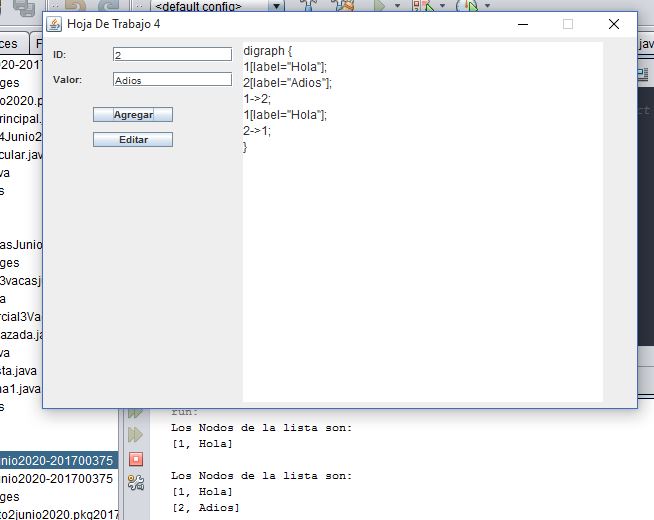 <default config>
Hoja De Trabajo 4
ID:
2
Valor:
Adios
Agregar
Editar
digraph {
1[label="Hola"];
2[label="Adios"];
1->2;
1[label="Hola"];
2->1;
}
run:
Los Nodos de la lista son:
[1, Hola]
Los Nodos de la lista son:
[1, Hola]
[2, Adios]
ces
F
java
020-2017
ges
o2020.p
rincipal.
4Junio2
cular.java
va
s
asJunio
ges
3vacasj
a
rcial3Va
azada.ja
va
sta.java
na1.java
s
unio2020-201700375
unio2020-201700375
ges
to2junio2020.pkg2017